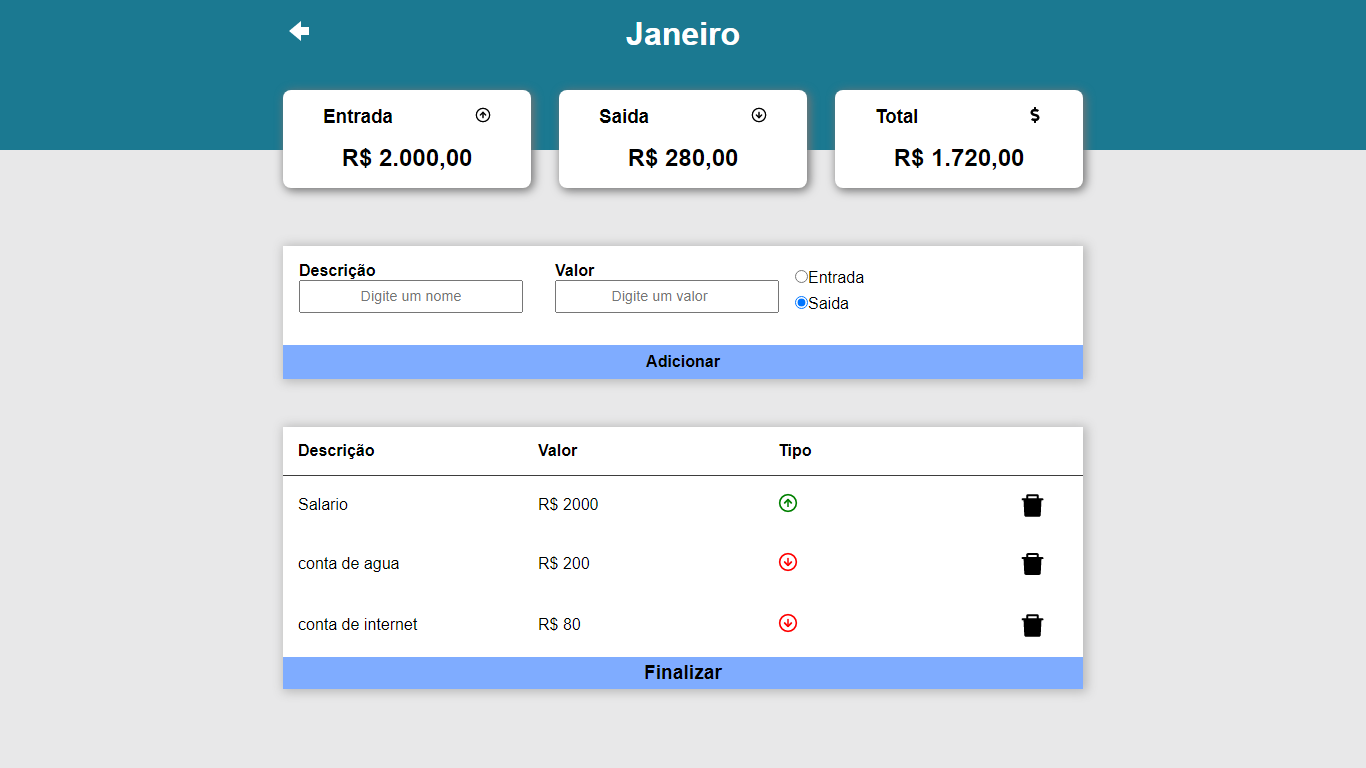 Janeiro
Entrada
Saida
Total $
R$ 2.000,00
R$ 280,00
R$ 1.720,00
Descrição
Valor
Entrada
Digite um nome
Digite um valor
Saida
Adicionar
Descrição Valor Tipo
Salario R$ 2000
conta de agua R$ 200
conta de internet R$ 80
Finalizar